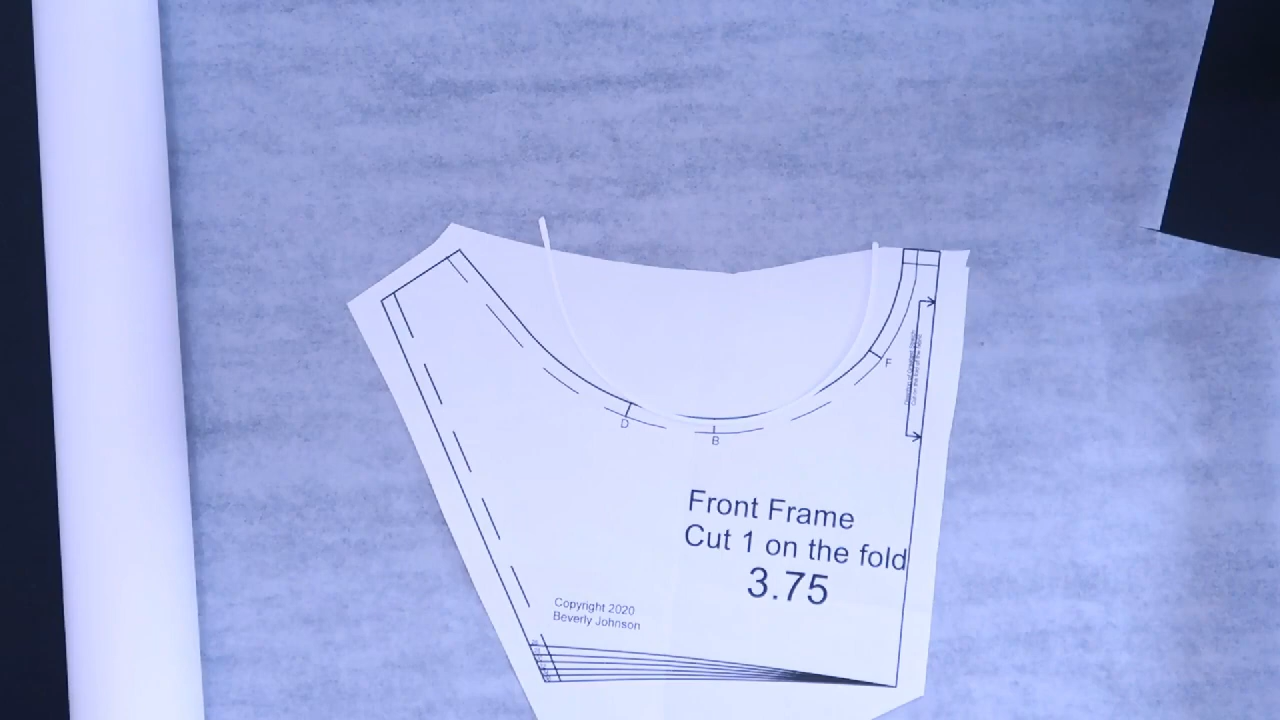 F
D
B
Front Frame
Cut 1 on the fold
3.75
Copyright 2020
Beverly Johnson